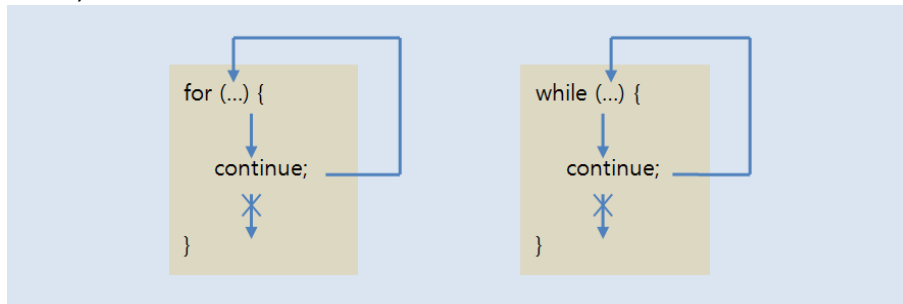 for (...) {
continue;
}
while (...) {
continue;
}